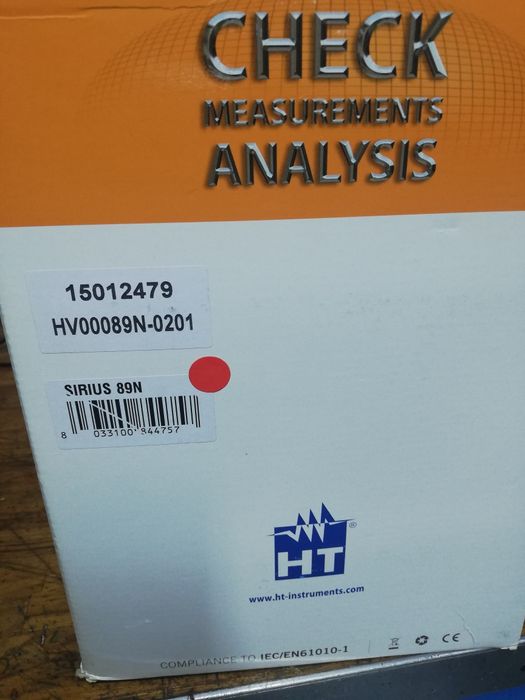 CHECK
MEASUREMENTS
ANALYSIS
15012479
HV00089N-0201
SIRIUS 89N
8 033100 844757
HT®
www.ht-instruments.com
COMPLIANCE TO IEC/EN61010-1
CE